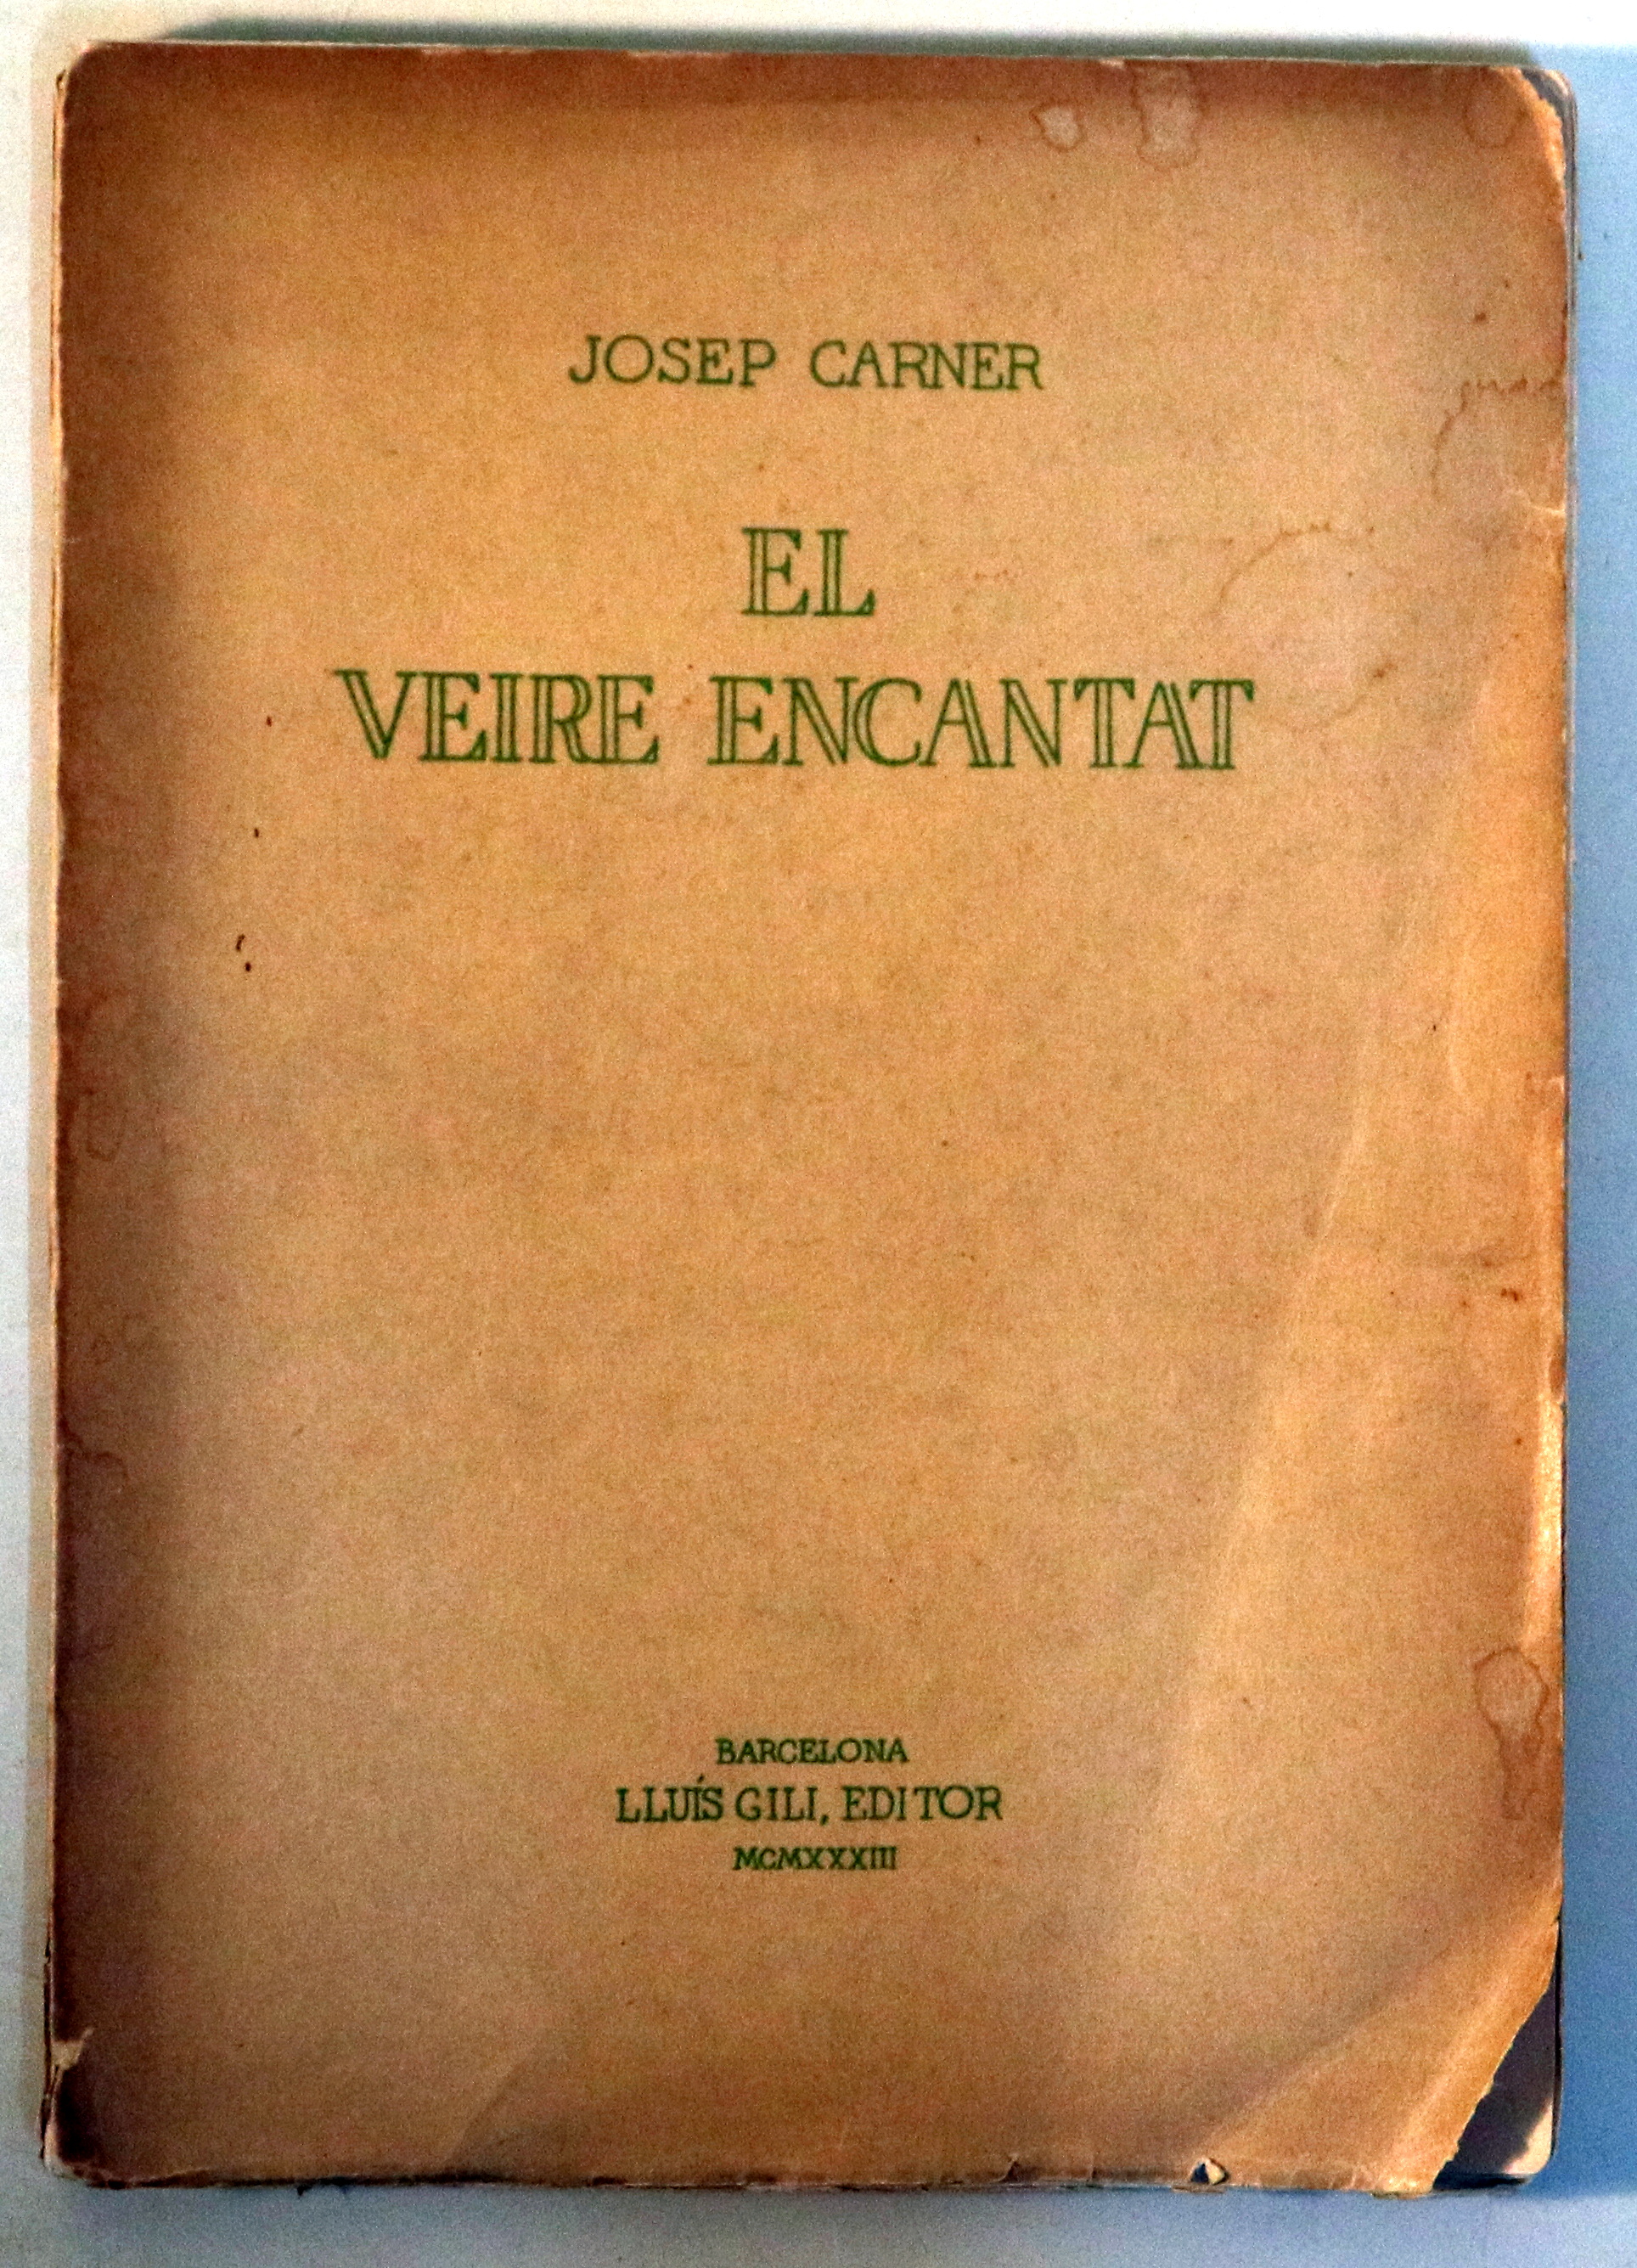 JOSEP CARNER
EL
VEIRE ENCANTAT
BARCELONA
LLUÍS GILI, EDITOR
MCMXXXIII